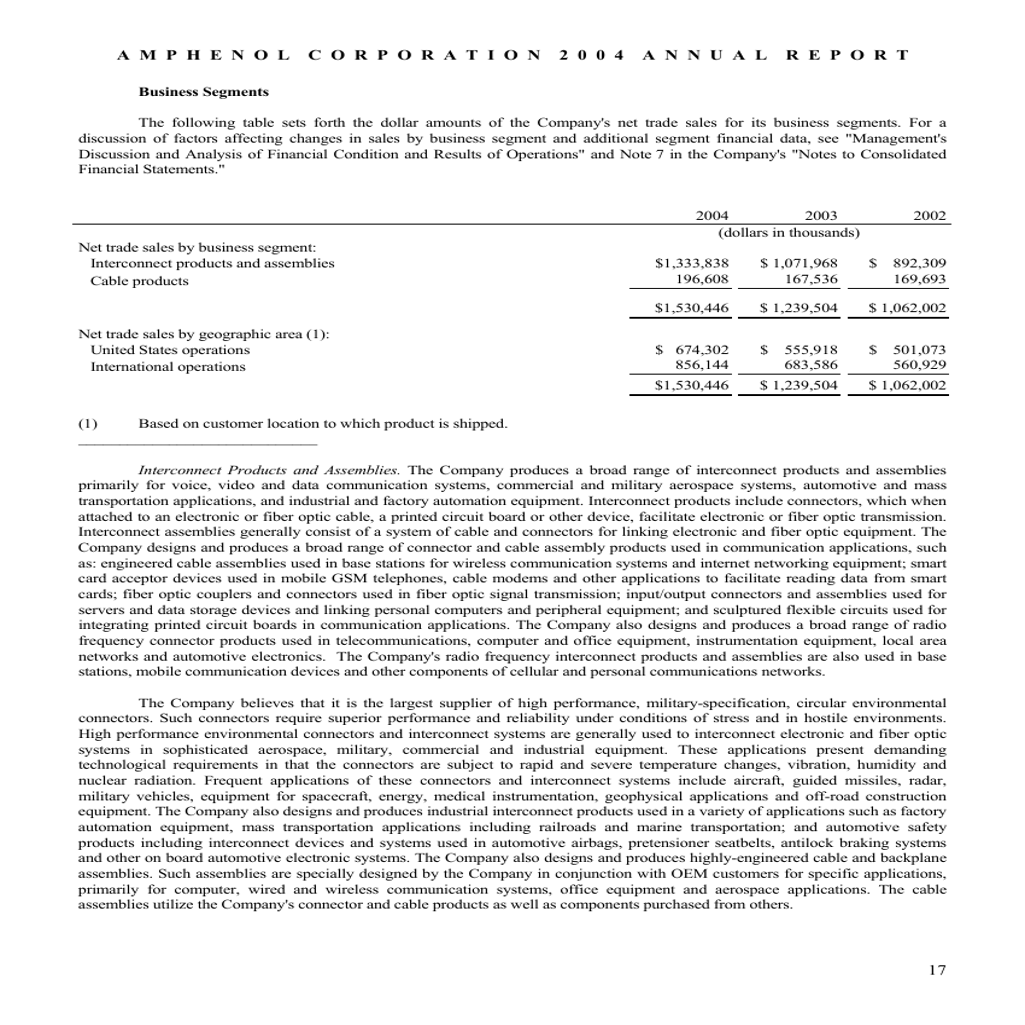 AMPHENOL CORPORATION 2004 ANNUAL REPORT
Business Segments
The following table sets forth the dollar amounts of the Company's net trade sales for its business segments. For a
discussion of factors affecting changes in sales by business segment and additional segment financial data, see "Management's
Discussion and Analysis of Financial Condition and Results of Operations" and Note 7 in the Company's "Notes to Consolidated
Financial Statements."
2004 2003 2002
(dollars in thousands)
Net trade sales by business segment:
Interconnect products and assemblies $1,333,838 $ 1,071,968 $ 892,309
Cable products 196,608 167,536 169,693
$1,530,446 $ 1,239,504 $ 1,062,002
Net trade sales by geographic area (1):
United States operations $ 674,302 $ 555,918 $ 501,073
International operations 856,144 683,586 560,929
$1,530,446 $ 1,239,504 $ 1,062,002
(1) Based on customer location to which product is shipped.
Interconnect Products and Assemblies. The Company produces a broad range of interconnect products and assemblies
primarily for voice, video and data communication systems, commercial and military aerospace systems, automotive and mass
transportation applications, and industrial and factory automation equipment. Interconnect products include connectors, which when
attached to an electronic or fiber optic cable, a printed circuit board or other device, facilitate electronic or fiber optic transmission.
Interconnect assemblies generally consist of a system of cable and connectors for linking electronic and fiber optic equipment. The
Company designs and produces a broad range of connector and cable assembly products used in communication applications, such
as: engineered cable assemblies used in base stations for wireless communication systems and internet networking equipment; smart
card acceptor devices used in mobile GSM telephones, cable modems and other applications to facilitate reading data from smart
cards; fiber optic couplers and connectors used in fiber optic signal transmission; input/output connectors and assemblies used for
servers and data storage devices and linking personal computers and peripheral equipment; and sculptured flexible circuits used for
integrating printed circuit boards in communication applications. The Company also designs and produces a broad range of radio
frequency connector products used in telecommunications, computer and office equipment, instrumentation equipment, local area
networks and automotive electronics. The Company's radio frequency interconnect products and assemblies are also used in base
stations, mobile communication devices and other components of cellular and personal communications networks.
The Company believes that it is the largest supplier of high performance, military-specification, circular environmental
connectors. Such connectors require superior performance and reliability under conditions of stress and in hostile environments.
High performance environmental connectors and interconnect systems are generally used to interconnect electronic and fiber optic
systems in sophisticated aerospace, military, commercial and industrial equipment. These applications present demanding
technological requirements in that the connectors are subject to rapid and severe temperature changes, vibration, humidity and
nuclear radiation. Frequent applications of these connectors and interconnect systems include aircraft, guided missiles, radar,
military vehicles, equipment for spacecraft, energy, medical instrumentation, geophysical applications and off-road construction
equipment. The Company also designs and produces industrial interconnect products used in a variety of applications such as factory
automation equipment, mass transportation applications including railroads and marine transportation; and automotive safety
products including interconnect devices and systems used in automotive airbags, pretensioner seatbelts, antilock braking systems
and other on board automotive electronic systems. The Company also designs and produces highly-engineered cable and backplane
assemblies. Such assemblies are specially designed by the Company in conjunction with OEM customers for specific applications,
primarily for computer, wired and wireless communication systems, office equipment and aerospace applications. The cable
assemblies utilize the Company's connector and cable products as well as components purchased from others.
17